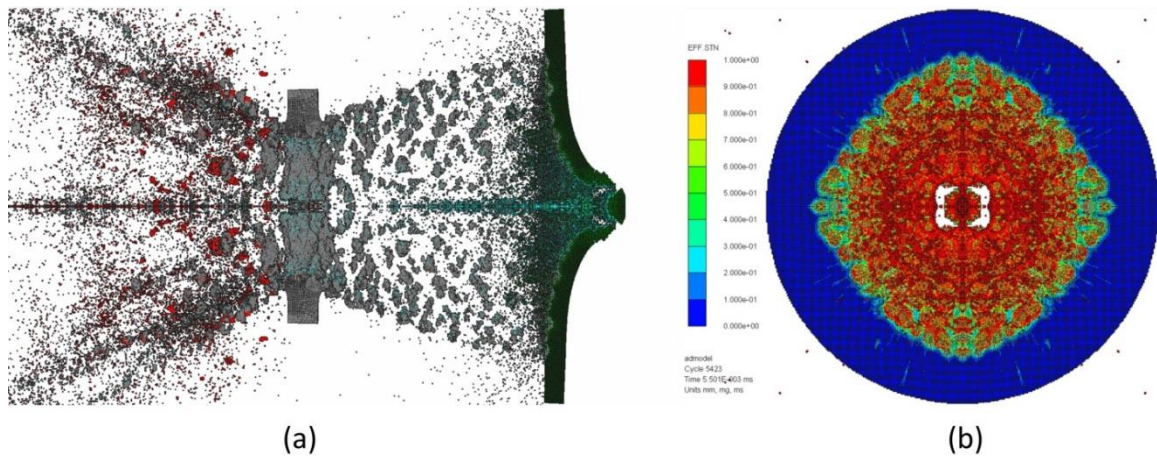 EFF.STN
1.000e+00
9.000e-01
8.000e-01
7.000e-01
6.000e-01
5.000e-01
4.000e-01
3.000e-01
2.000e-01
1.000e-01
0.000e+00
admodel
Cycle 5423
Time 5.501E-003 ms
Units mm, mg, ms
(a)
(b)